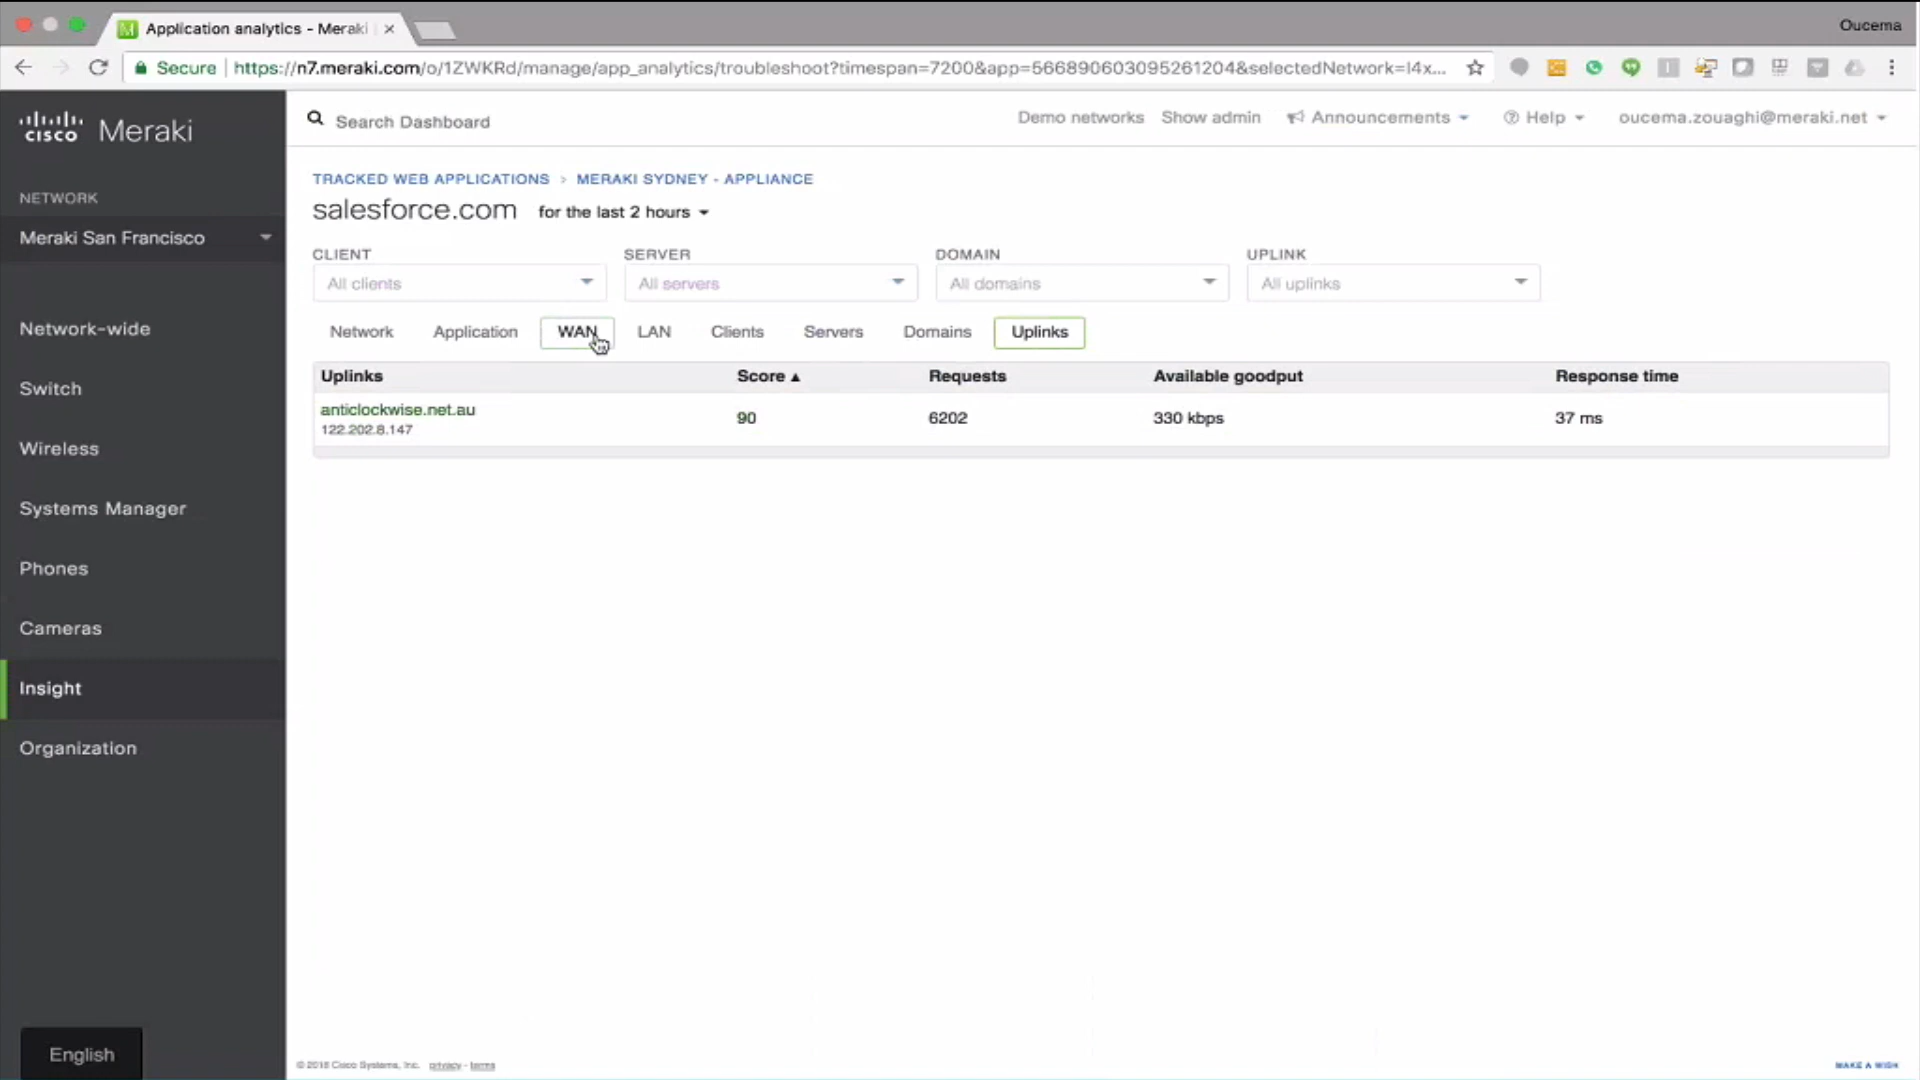 Application analytics - Meraki
Oucema
Secure https://n7.meraki.com/o/1ZWKRd/manage/app_analytics/troubleshoot?timespan=7200&app=5668906030952612​04&selectedNetwork=l4x...
cisco Meraki
Search Dashboard
Demo networks Show admin Announcements Help oucema.zouaghi@meraki.net
NETWORK
Meraki San Francisco
Network-wide
Switch
Wireless
Systems Manager
Phones
Cameras
Insight
Organization
English
TRACKED WEB APPLICATIONS > MERAKI SYDNEY - APPLIANCE
salesforce.com for the last 2 hours
CLIENT SERVER DOMAIN UPLINK
All clients All servers All domains All uplinks
Network Application WAN LAN Clients Servers Domains Uplinks
Uplinks Score ▲ Requests Available goodput Response time
anticlockwise.net.au 90 6202 330 kbps 37 ms
122.202.8.147
© 2018 Cisco Systems, Inc. privacy - terms
MAKE A WISH